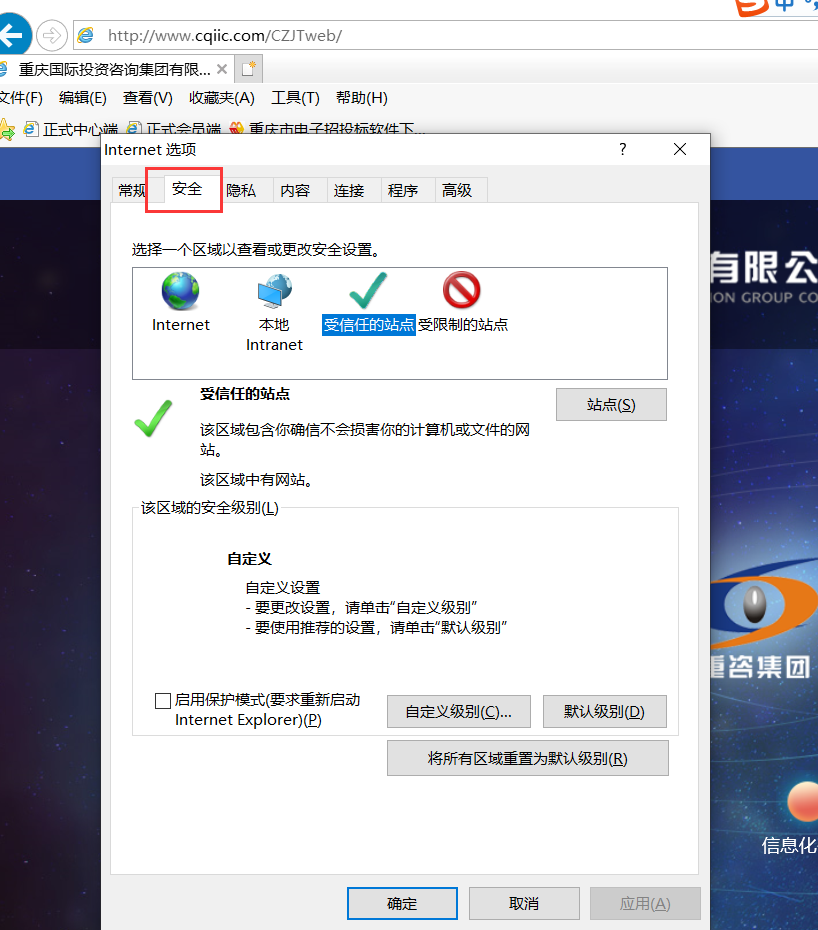 中
http://www.cqiic.com/CZJTweb/
重庆国际投资咨询集团有限...
文件(F) 编辑(E) 查看(V) 收藏夹(A) 工具(T) 帮助(H)
正式中心端 正式会员端 重庆市电子招投标软件下...
Internet 选项 ?
常规 安全 隐私 内容 连接 程序 高级
选择一个区域以查看或更改安全设置。
Internet 本地 Intranet 受信任的站点 受限制的站点
有限公
ION GROUP CO
受信任的站点
站点(S)
该区域包含你确信不会损害你的计算机或文件的网
站。
该区域中有网站。
该区域的安全级别(L)
自定义
自定义设置
- 要更改设置，请单击“自定义级别”
- 要使用推荐的设置，请单击“默认级别”
重咨集团
启用保护模式(要求重新启动
Internet Explorer)(P)
自定义级别(C)... 默认级别(D)
将所有区域重置为默认级别(R)
信息化
确定 取消 应用(A)